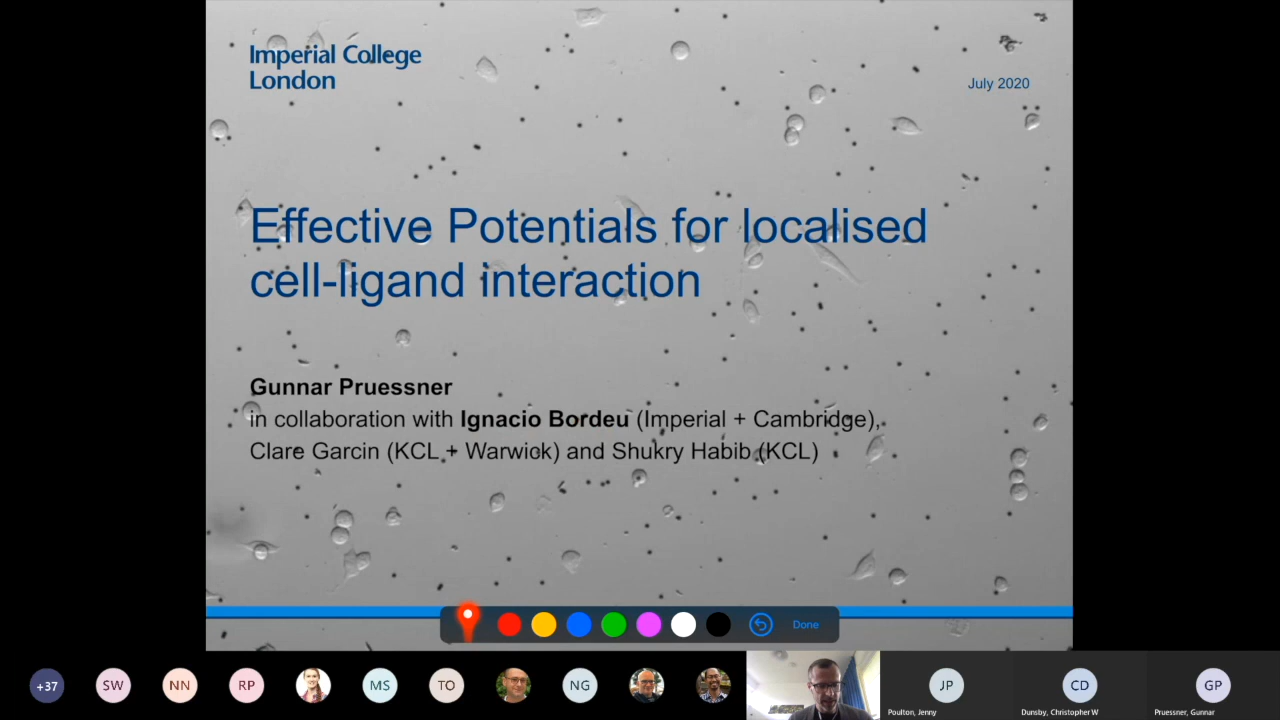 Imperial College
London
July 2020
Effective Potentials for localised
cell-ligand interaction
Gunnar Pruessner
in collaboration with Ignacio Bordeu (Imperial + Cambridge),
Clare Garcin (KCL + Warwick) and Shukry Habib (KCL)
Done
+37
SW
NN
RP
MS
TO
NG
JP
CD
GP
Poulton, Jenny
Dunsby, Christopher W
Pruessner, Gunnar